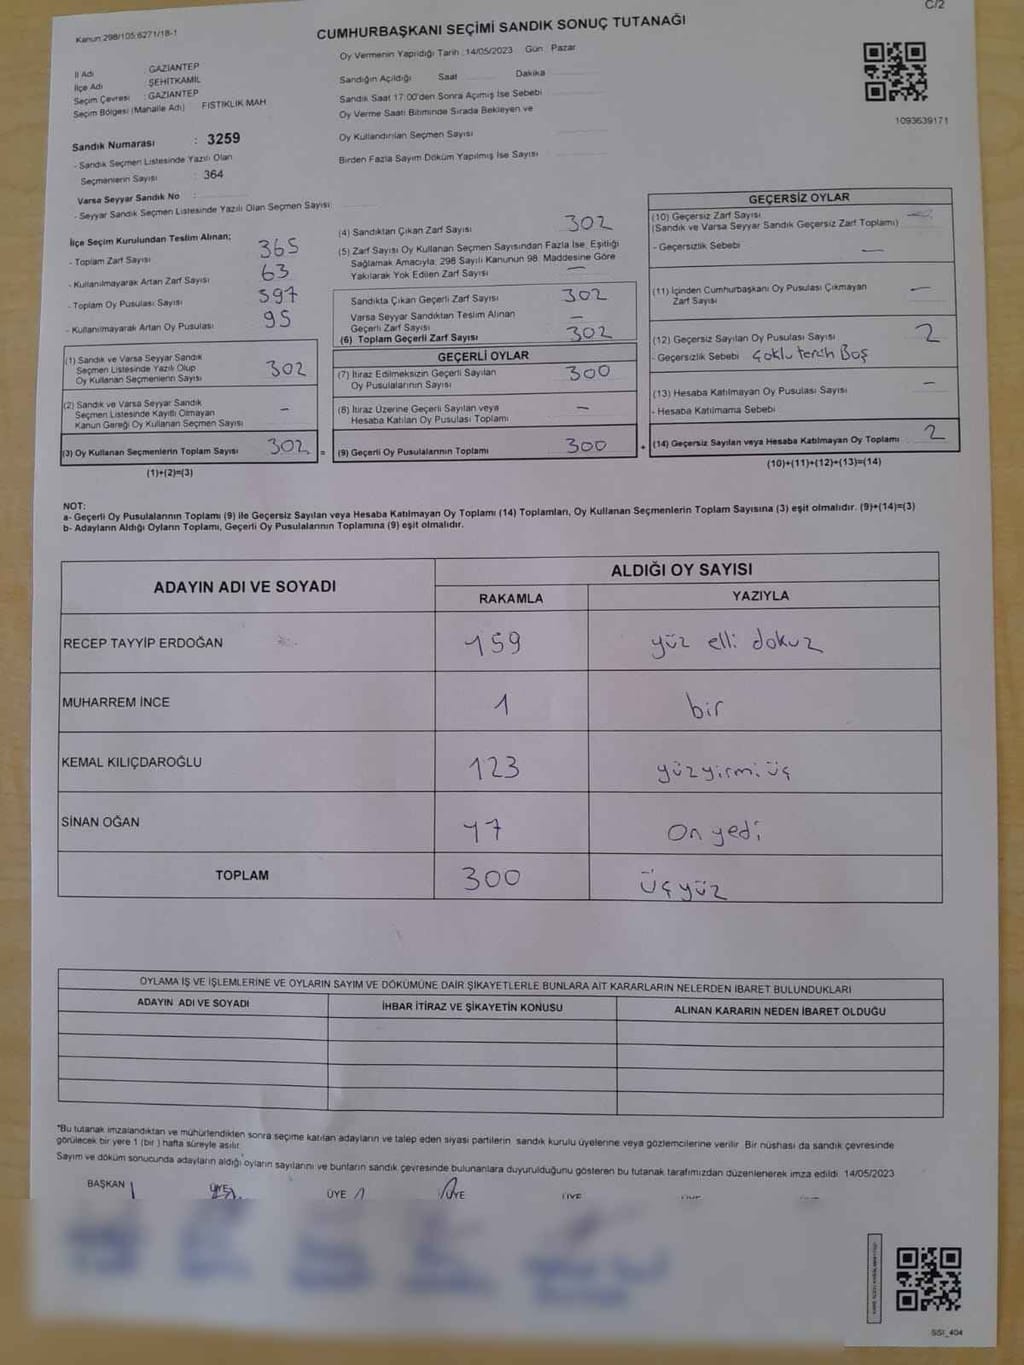 C/2
Kanun:298/105;6271/18-1
CUMHURBAŞKANI SEÇİMİ SANDIK SONUÇ TUTANAĞI
Oy Vermenin Yapıldığı Tarih :14/05/2023 Gün : Pazar
İl Adı : GAZİANTEP
İlçe Adı : ŞEHİTKAMİL
Seçim Çevresi : GAZİANTEP
Seçim Bölgesi (Mahalle Adı) FISTIKLIK MAH
Sandığın Açıldığı Saat Dakika
Sandık Saat 17:00'den Sonra Açılmış İse Sebebi
Oy Verme Saati Bitiminde Sırada Bekleyen ve
Oy Kullandırılan Seçmen Sayısı
Birden Fazla Sayım Döküm Yapılmış İse Sayısı
1093639171
Sandık Numarası : 3259
- Sandık Seçmen Listesinde Yazılı Olan
Seçmenlerin Sayısı : 364
Varsa Seyyar Sandık No :
- Seyyar Sandık Seçmen Listesinde Yazılı Olan Seçmen Sayısı:
İlçe Seçim Kurulundan Teslim Alınan;
- Toplam Zarf Sayısı 365
- Kullanılmayarak Artan Zarf Sayısı 63
- Toplam Oy Pusulası Sayısı 397
- Kullanılmayarak Artan Oy Pusulası 95
(1) Sandık ve Varsa Seyyar Sandık
Seçmen Listesinde Yazılı Olup
Oy Kullanan Seçmenlerin Sayısı 302
(2) Sandık ve Varsa Seyyar Sandık
Seçmen Listesinde Kayıtlı Olmayan
Kanun Gereği Oy Kullanan Seçmen Sayısı –
(3) Oy Kullanan Seçmenlerin Toplam Sayısı 302 =
(1)+(2)=(3)
(4) Sandıktan Çıkan Zarf Sayısı 302
(5) Zarf Sayısı Oy Kullanan Seçmen Sayısından Fazla İse, Eşitliği
Sağlamak Amacıyla; 298 Sayılı Kanunun 98. Maddesine Göre
Yakılarak Yok Edilen Zarf Sayısı –
Sandıkta Çıkan Geçerli Zarf Sayısı 302
Varsa Seyyar Sandıktan Teslim Alınan
Geçerli Zarf Sayısı –
(6) Toplam Geçerli Zarf Sayısı 302
GEÇERLİ OYLAR
(7) İtiraz Edilmeksizin Geçerli Sayılan
Oy Pusulalarının Sayısı 300
(8) İtiraz Üzerine Geçerli Sayılan veya
Hesaba Katılan Oy Pusulası Toplamı –
(9) Geçerli Oy Pusulalarının Toplamı 300 +
GEÇERSİZ OYLAR
(10) Geçersiz Zarf Sayısı
(Sandık ve Varsa Seyyar Sandık Geçersiz Zarf Toplamı)
- Geçersizlik Sebebi –
(11) İçinden Cumhurbaşkanı Oy Pusulası Çıkmayan
Zarf Sayısı –
(12) Geçersiz Sayılan Oy Pusulası Sayısı 2
- Geçersizlik Sebebi çoklu tercih Boş
(13) Hesaba Katılmayan Oy Pusulası Sayısı –
- Hesaba Katılmama Sebebi
(14) Geçersiz Sayılan veya Hesaba Katılmayan Oy Toplamı 2
(10)+(11)+(12)+(13)=(14)
NOT:
a- Geçerli Oy Pusulalarının Toplamı (9) ile Geçersiz Sayılan veya Hesaba Katılmayan Oy Toplamı (14) Toplamları, Oy Kullanan Seçmenlerin Toplam Sayısına (3) eşit olmalıdır. (9)+(14)=(3)
b- Adayların Aldığı Oyların Toplamı, Geçerli Oy Pusulalarının Toplamına (9) eşit olmalıdır.
ADAYIN ADI VE SOYADI ALDIĞI OY SAYISI
RAKAMLA YAZIYLA
RECEP TAYYİP ERDOĞAN 159 yüz elli dokuz
MUHARREM İNCE 1 bir
KEMAL KILIÇDAROĞLU 123 yüzyirmi üç
SİNAN OĞAN 17 On yedi
TOPLAM 300 üçyüz
OYLAMA İŞ VE İŞLEMLERİNE VE OYLARIN SAYIM VE DÖKÜMÜNE DAİR ŞİKAYETLERLE BUNLARA AİT KARARLARIN NELERDEN İBARET BULUNDUKLARI
ADAYIN ADI VE SOYADI İHBAR İTİRAZ VE ŞİKAYETİN KONUSU ALINAN KARARIN NEDEN İBARET OLDUĞU
*Bu tutanak imzalandıktan ve mühürlendikten sonra seçime katılan adayların ve talep eden siyasi partilerin sandık kurulu üyelerine veya gözlemcilerine verilir. Bir nüshası da sandık çevresinde
görülecek bir yere 1 (bir) hafta süreyle asılır.
Sayım ve döküm sonucunda adayların aldığı oyların sayılarını ve bunların sandık çevresinde bulunanlara duyurulduğunu gösteren bu tutanak tarafımızdan düzenlenerek imza edildi. 14/05/2023
BAŞKAN ÜYE ÜYE ÜYE ÜYE
SSI_404